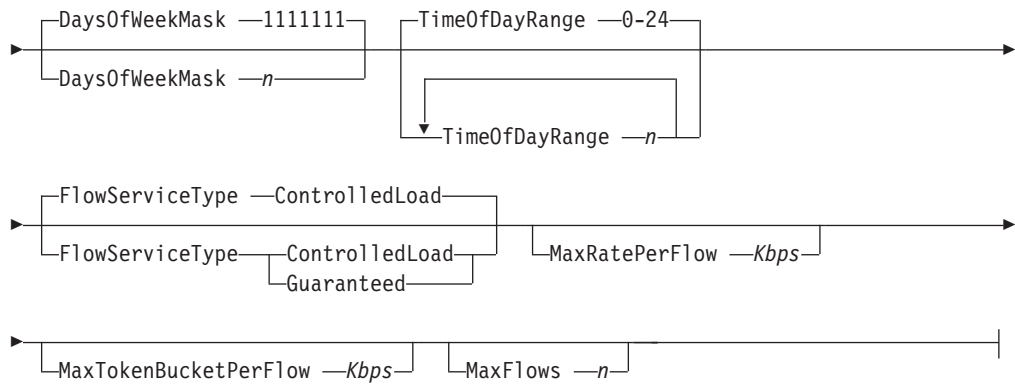 DaysOfWeekMask 1111111 TimeOfDayRange 0-24
DaysOfWeekMask n
TimeOfDayRange n
FlowServiceType ControlledLoad
FlowServiceType ControlledLoad MaxRatePerFlow Kbps
Guaranteed
MaxTokenBucketPerFlow Kbps MaxFlows n